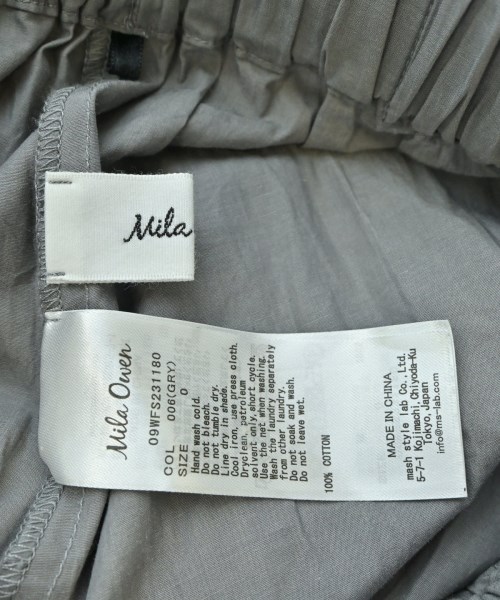 Mila
Mila Owen
09WFS231180
COL 006(GRY)
SIZE 0
Hand wash cold.
Do not bleach.
Do not tumble dry.
Line dry in shade.
Cool iron, use press cloth.
Dryclean, petroleum
solvent only, short cycle.
Use the net when washing.
Wash the laundry separately
from other laundry.
Do not soak and wash.
Do not leave wet.
100% COTTON
MADE IN CHINA
mash style lab Co., Ltd.
5-7-1 Kojimachi, Chiyoda-Ku
Tokyo, Japan
info@ms-lab.com